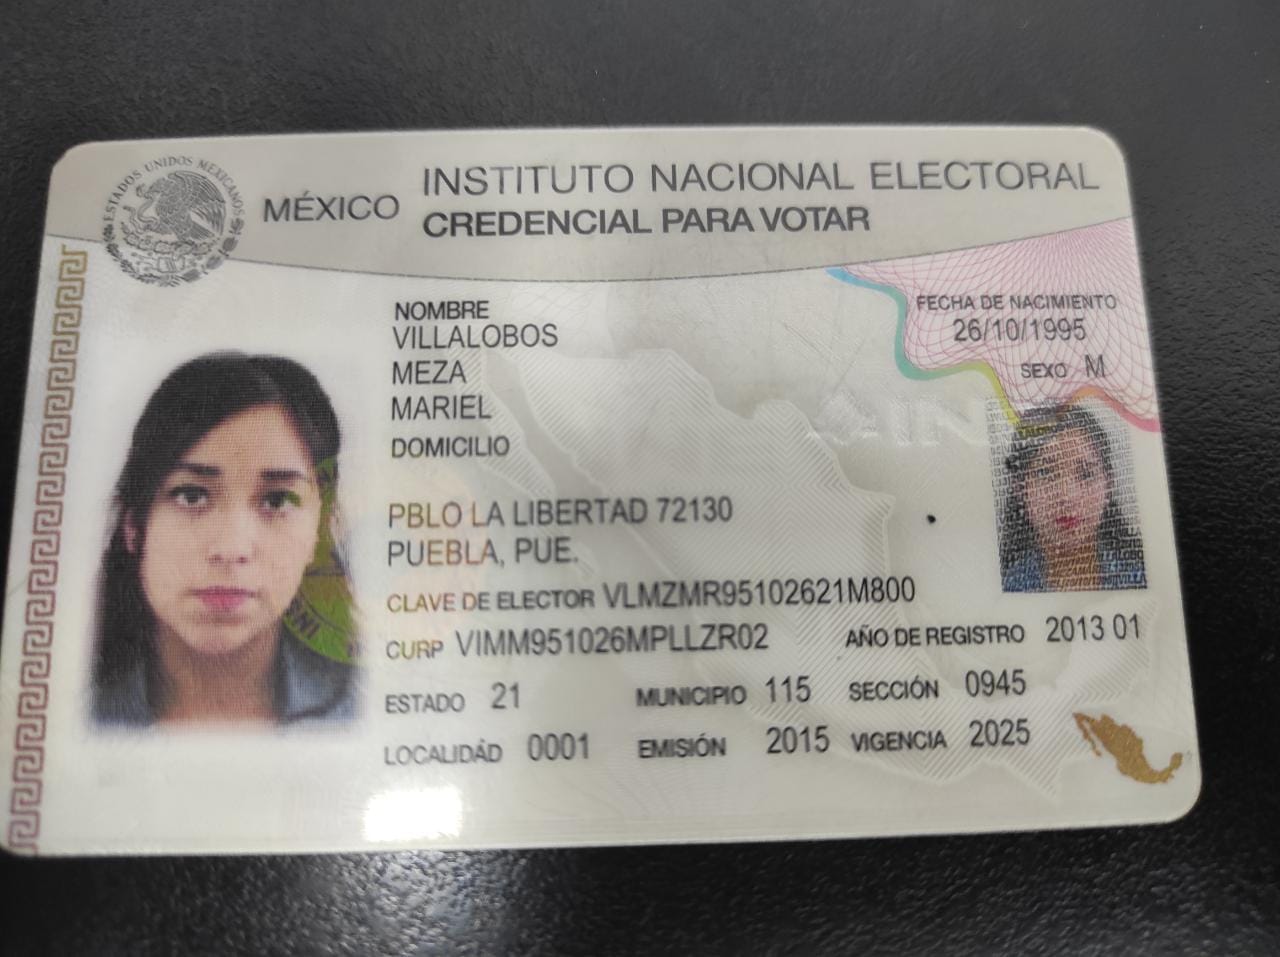 ESTADOS UNIDOS MEXICANOS
MÉXICO
INSTITUTO NACIONAL ELECTORAL
CREDENCIAL PARA VOTAR
NOMBRE
VILLALOBOS
MEZA
MARIEL
DOMICILIO
PBLO LA LIBERTAD 72130
PUEBLA, PUE.
FECHA DE NACIMIENTO
26/10/1995
SEXO M
CLAVE DE ELECTOR VLMZMR95102621M800
CURP VIMM951026MPLLZR02
AÑO DE REGISTRO 2013 01
ESTADO 21
MUNICIPIO 115
SECCIÓN 0945
LOCALIDAD 0001
EMISIÓN 2015
VIGENCIA 2025
INE